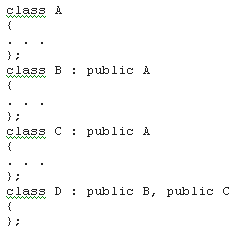 class A
{
. . .
};
class B : public A
{
. . .
};
class C : public A
{
. . .
};
class D : public B, public C
{
};